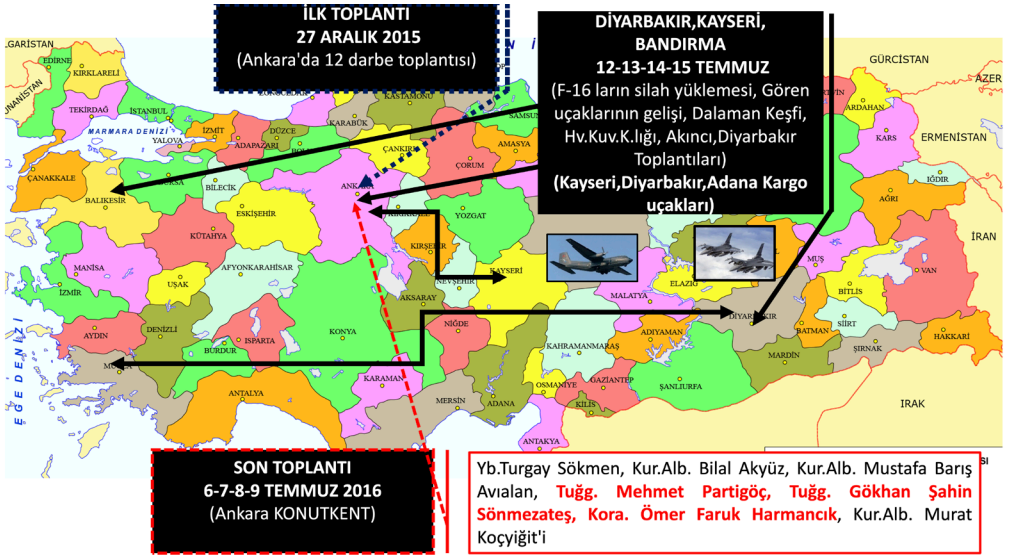 İLK TOPLANTI
27 ARALIK 2015
(Ankara'da 12 darbe toplantısı)
DİYARBAKIR,KAYSERİ,
BANDIRMA
12-13-14-15 TEMMUZ
(F-16 ların silah yüklemesi, Gören
uçaklarının gelişi, Dalaman Keşfi,
Hv.Kuv.K.lığı, Akıncı,Diyarbakır
Toplantıları)
(Kayseri,Diyarbakır,Adana Kargo
uçakları)
GÜRCİSTAN
EDİRNE
KIRKLARELİ
TEKİRDAĞ
İSTANBUL
MARMARA DENİZİ
YALOVA
İZMİT
ADAPAZARI
DÜZCE
KARABÜK
KASTAMONU
ÇANKIRI
ÇORUM
AMASYA
ARDAHAN
KARS
ERMENİSTAN
IĞDIR
AĞRI
ÇANAKKALE
BALIKESİR
BİLECİK
ESKİŞEHİR
YOZGAT
KÜTAHYA
KIRŞEHİR
İRAN
MANİSA
AFYONKARAHİSAR
UŞAK
KAYSERİ
ELAZIĞ
MUŞ
VAN
BİTLİS
İZMİR
AKSARAY
MALATYA
AYDIN
DENİZLİ
ISPARTA
KONYA
NİĞDE
ADIYAMAN
BATMAN
SİİRT
HAKKARİ
BURDUR
KAHRAMANMARAŞ
ŞIRNAK
MARDİN
EGE DENİZİ
ANTALYA
KARAMAN
MERSİN
ADANA
OSMANİYE
GAZİANTEP
KİLİS
ŞANLIURFA
IRAK
ANTAKYA
SON TOPLANTI
6-7-8-9 TEMMUZ 2016
(Ankara KONUTKENT)
Yb.Turgay Sökmen, Kur.Alb. Bilal Akyüz, Kur.Alb. Mustafa Barış
Avıalan, Tuğg. Mehmet Partigöç, Tuğg. Gökhan Şahin
Sönmezateş, Kora. Ömer Faruk Harmancık, Kur.Alb. Murat
Koçyiğit'i